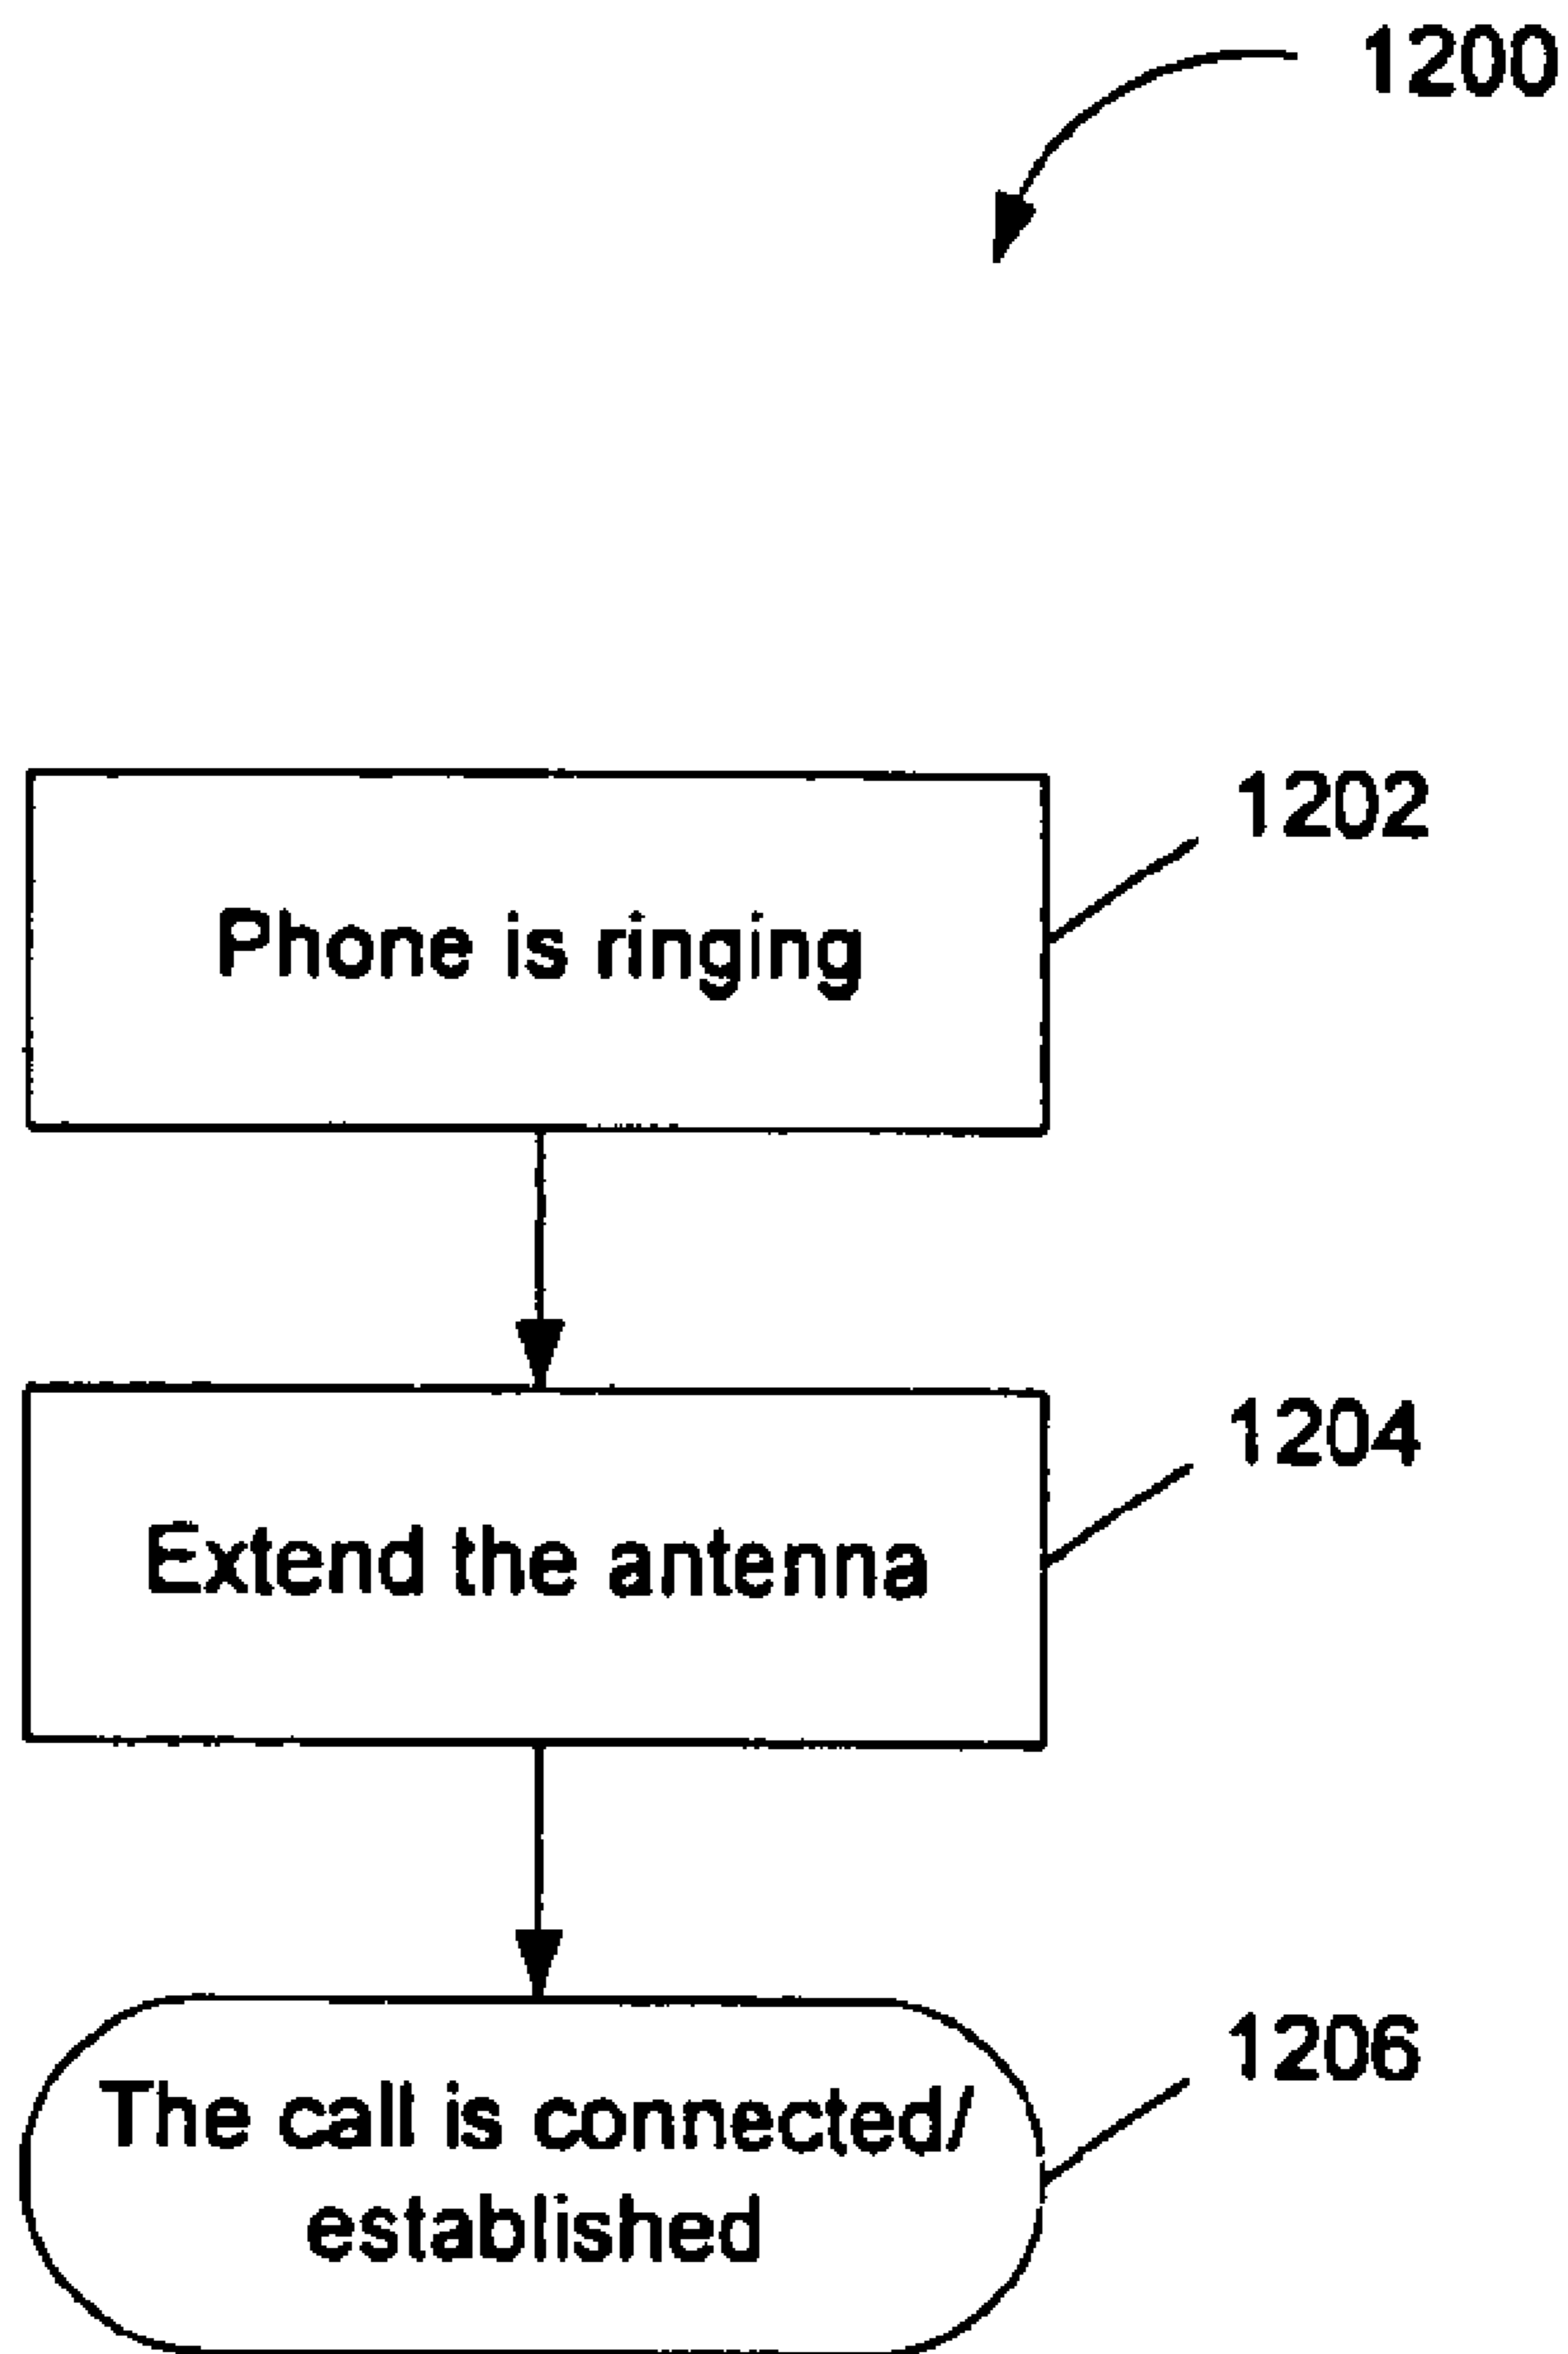 1200
1202
Phone is ringing
1204
Extend the antenna
1206
The call is connected/
established